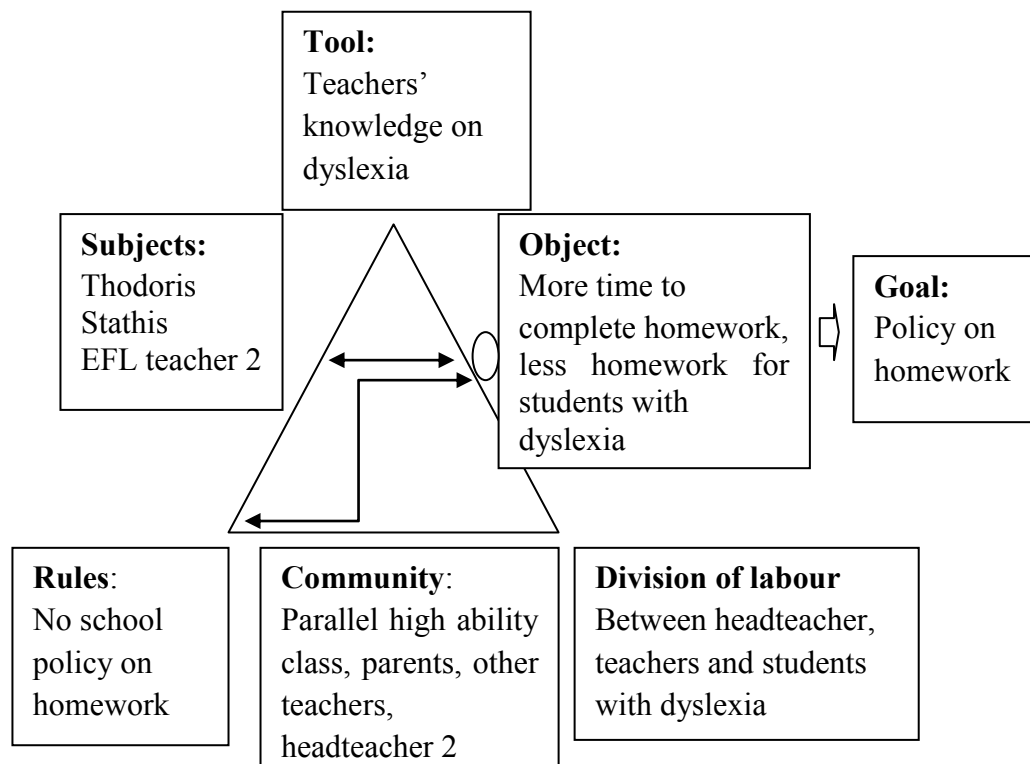 Tool:
Teachers’
knowledge on
dyslexia
Subjects:
Thodoris
Stathis
EFL teacher 2
Object:
More time to
complete homework,
less homework for
students with
dyslexia
Goal:
Policy on
homework
Rules:
No school
policy on
homework
Community:
Parallel high ability
class, parents, other
teachers,
headteacher 2
Division of labour
Between headteacher,
teachers and students
with dyslexia